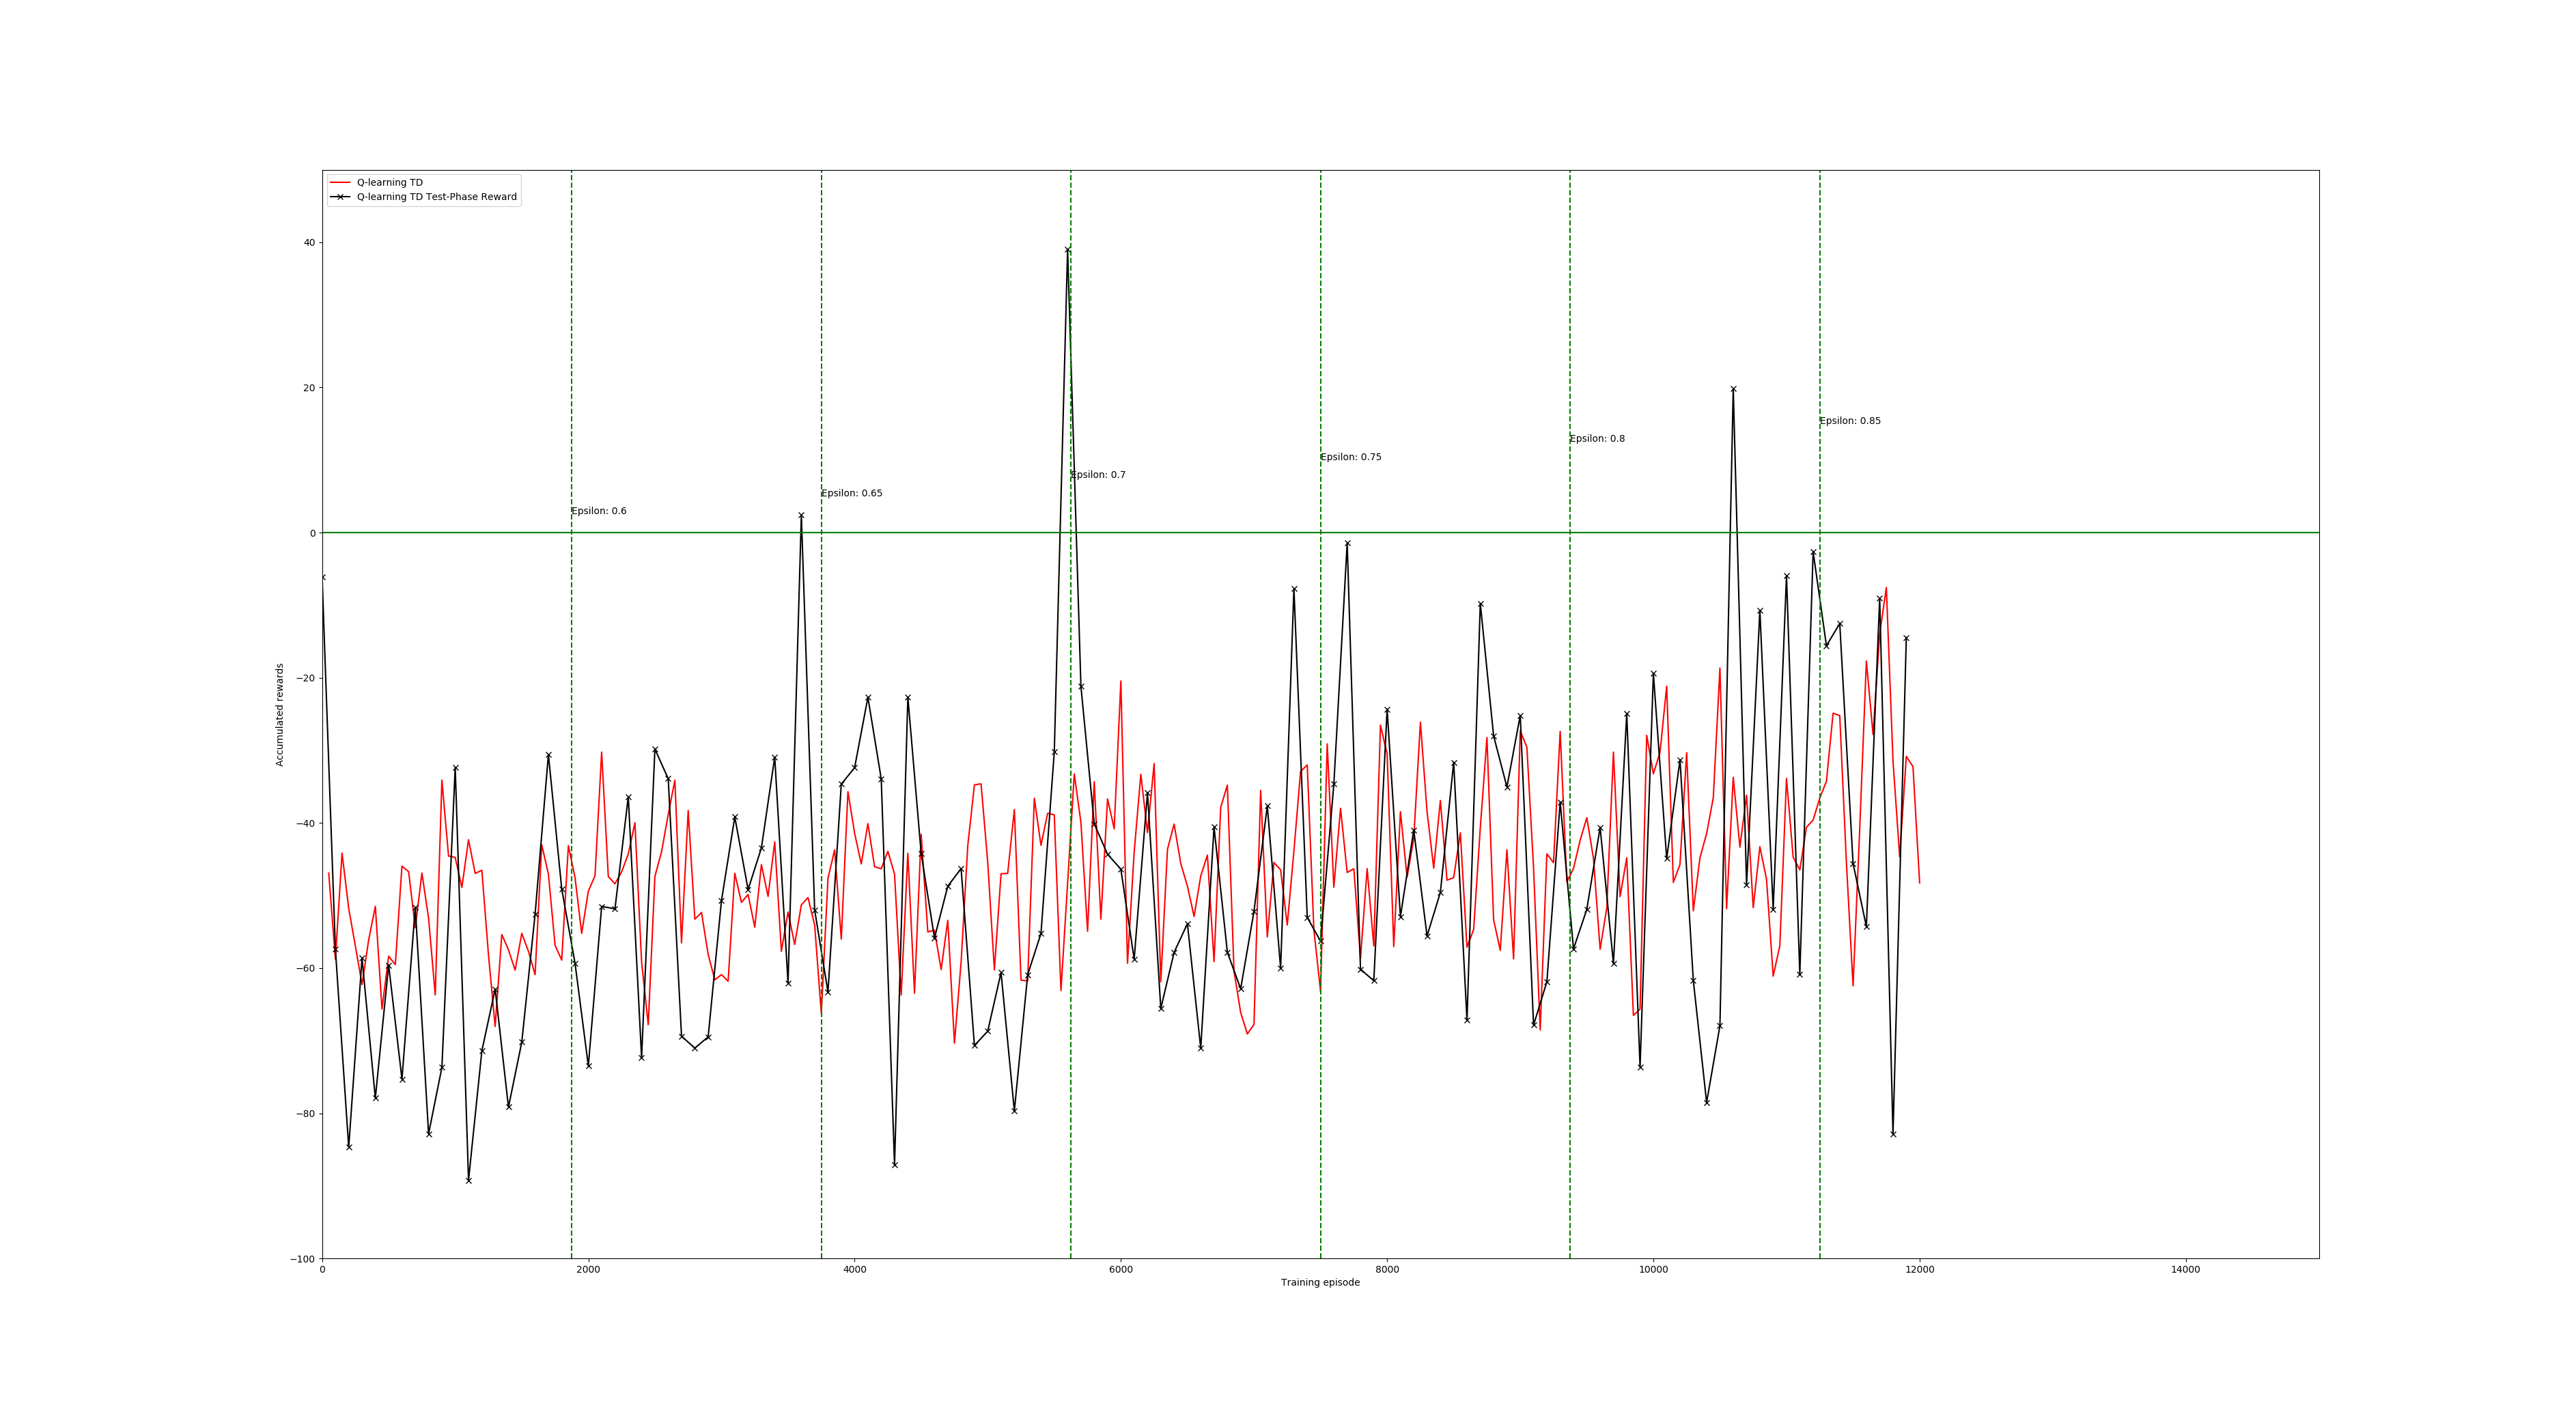 Q-learning TD
Q-learning TD Test-Phase Reward
40
20
Epsilon: 0.85
Epsilon: 0.8
Epsilon: 0.75
Epsilon: 0.7
Epsilon: 0.65
Epsilon: 0.6
0
−20
Accumulated rewards
−40
−60
−80
−100
0 2000 4000 6000 8000 10000 12000 14000
Training episode